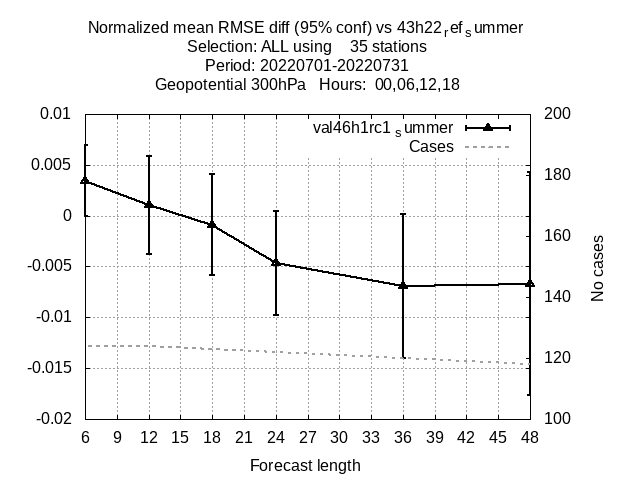 Normalized mean RMSE diff (95% conf) vs 43h22refsummer
Selection: ALL using 35 stations
Period: 20220701-20220731
Geopotential 300hPa Hours: 00,06,12,18
val46h1rc1summer
Cases
0.01
0.005
0
-0.005
-0.01
-0.015
-0.02
200
180
160
140
120
100
No cases
6 9 12 15 18 21 24 27 30 33 36 39 42 45 48
Forecast length